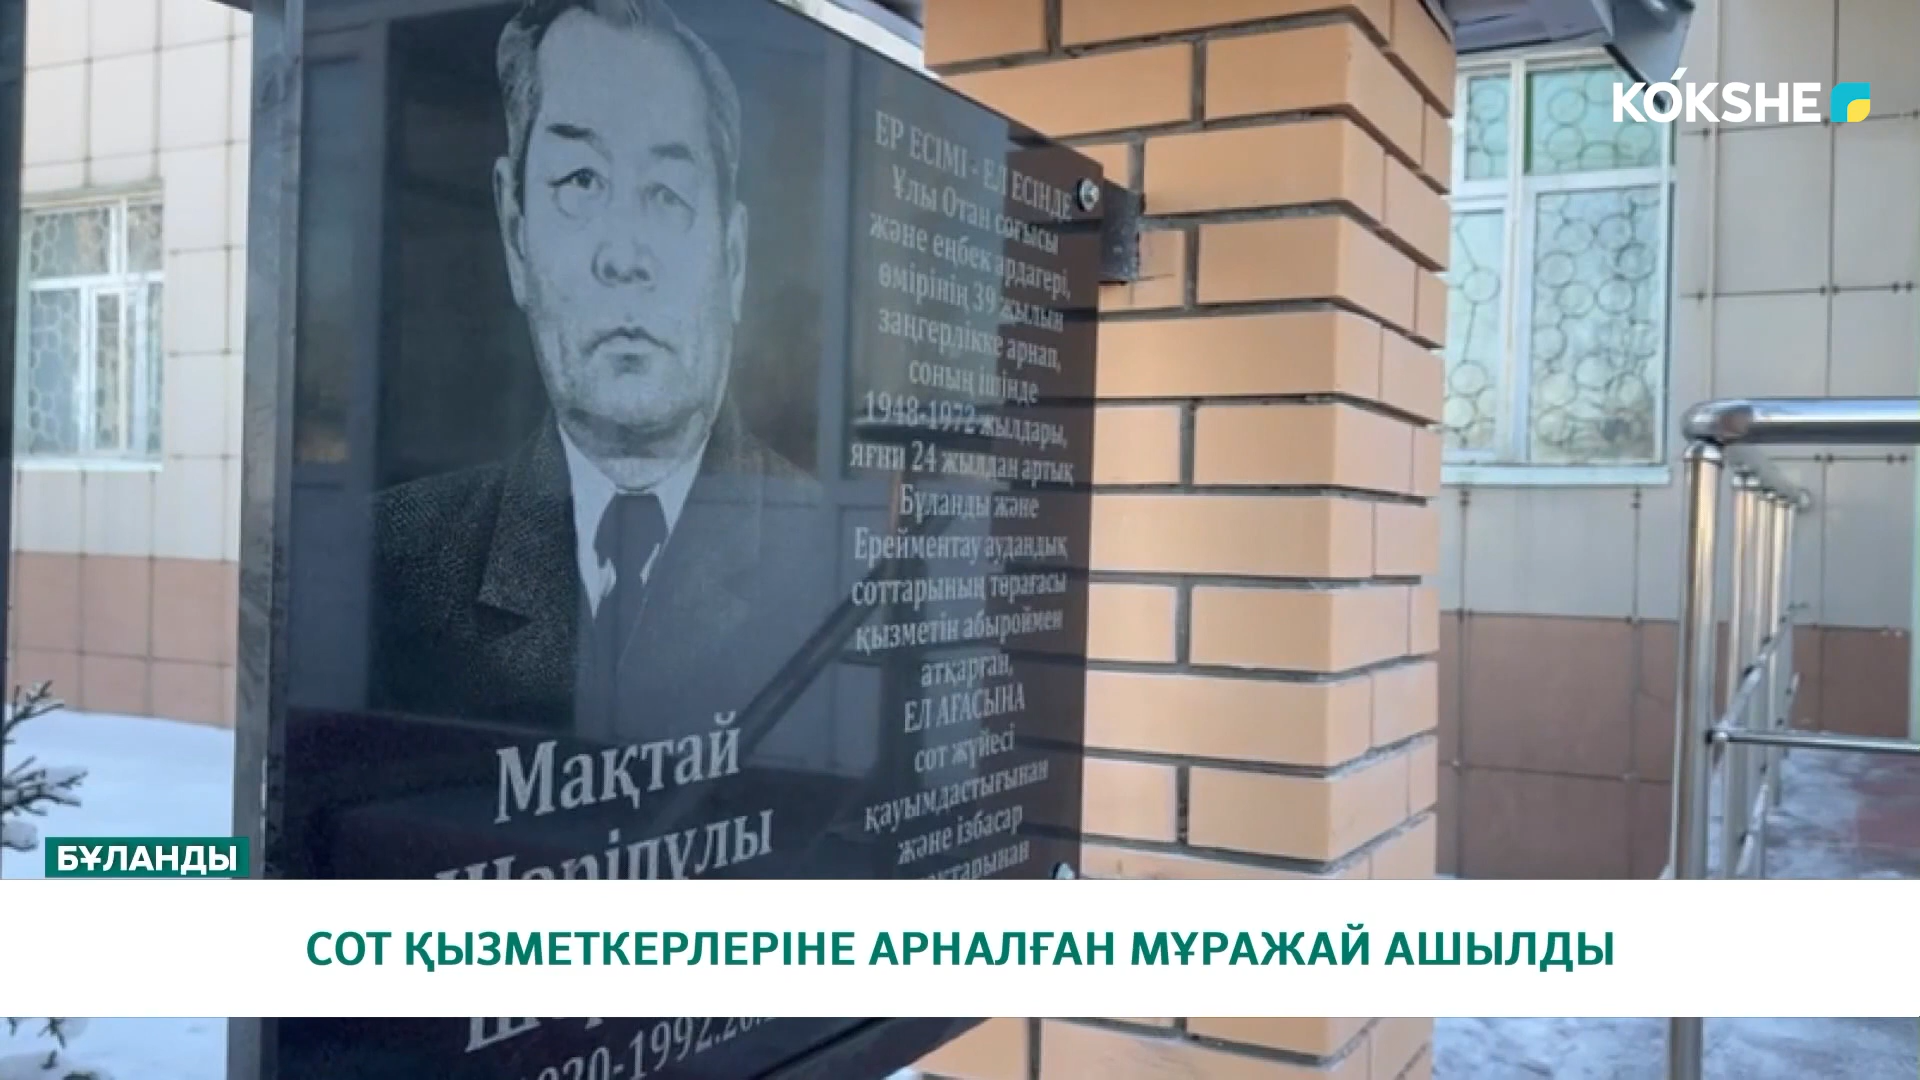 KÓKSHE
ЕР ЕСІМІ - ЕЛ ЕСІНДЕ
Ұлы Отан соғысы
және еңбек ардагері,
өмірінің 39 жылын
заңгерлікке арнап,
соның ішінде
1948-1972 жылдары,
яғни 24 жылдан артық
Бұланды және
Ерейментау аудандық
соттарының төрағасы
қызметін абыроймен
атқарған,
ЕЛ АҒАСЫНА
сот жүйесі
қауымдастығынан
және ізбасар
Мақтай
БҰЛАНДЫ
СОТ ҚЫЗМЕТКЕРЛЕРІНЕ АРНАЛҒАН МҰРАЖАЙ АШЫЛДЫ